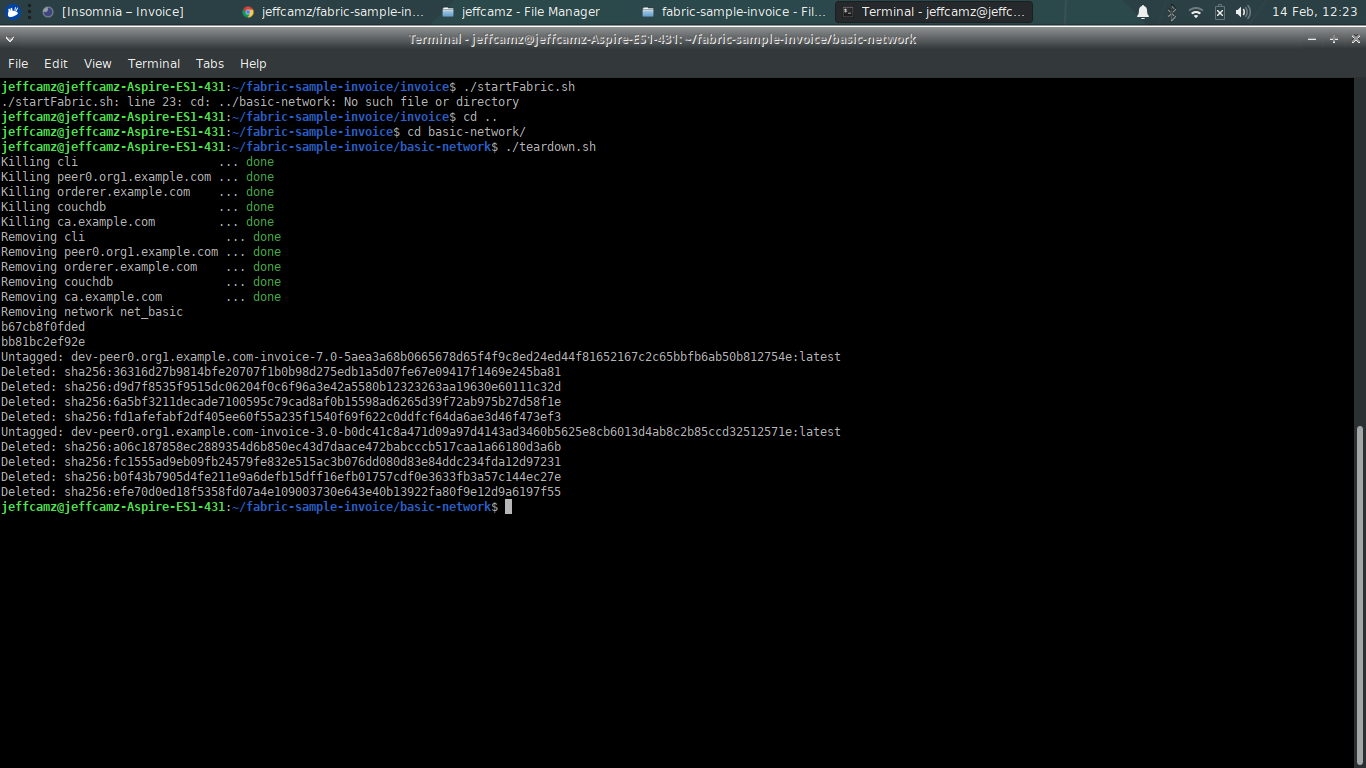 [Insomnia – Invoice]
jeffcamz/fabric-sample-in...
jeffcamz - File Manager
fabric-sample-invoice - Fil...
Terminal - jeffcamz@jeffc...
14 Feb, 12:23
Terminal - jeffcamz@jeffcamz-Aspire-ES1-431: ~/fabric-sample-invoice/basic-network
File Edit View Terminal Tabs Help
jeffcamz@jeffcamz-Aspire-ES1-431:~/fabric-sample-invoice/invoice$ ./startFabric.sh
./startFabric.sh: line 23: cd: ../basic-network: No such file or directory
jeffcamz@jeffcamz-Aspire-ES1-431:~/fabric-sample-invoice/invoice$ cd ..
jeffcamz@jeffcamz-Aspire-ES1-431:~/fabric-sample-invoice$ cd basic-network/
jeffcamz@jeffcamz-Aspire-ES1-431:~/fabric-sample-invoice/basic-network$ ./teardown.sh
Killing cli ... done
Killing peer0.org1.example.com ... done
Killing orderer.example.com ... done
Killing couchdb ... done
Killing ca.example.com ... done
Removing cli ... done
Removing peer0.org1.example.com ... done
Removing orderer.example.com ... done
Removing couchdb ... done
Removing ca.example.com ... done
Removing network net_basic
b67cb8f0fded
bb81bc2ef92e
Untagged: dev-peer0.org1.example.com-invoice-7.0-5aea3a68b0665678d65f4f9c8ed24ed44f81652167c2c65bbfb6ab50b812754e:latest
Deleted: sha256:36316d27b9814bfe20707f1b0b98d275edb1a5d07fe67e09417f1469e245ba81
Deleted: sha256:d9d7f8535f9515dc06204f0c6f96a3e42a5580b12323263aa19630e60111c32d
Deleted: sha256:6a5bf3211decade7100595c79cad8af0b15598ad6265d39f72ab975b27d58f1e
Deleted: sha256:fd1afefabf2df405ee60f55a235f1540f69f622c0ddfcf64da6ae3d46f473ef3
Untagged: dev-peer0.org1.example.com-invoice-3.0-b0dc41c8a471d09a97d4143ad3460b5625e8cb6013d4ab8c2b85ccd32512571e:latest
Deleted: sha256:a06c187858ec2889354d6b850ec43d7daace472babcccb517caa1a66180d3a6b
Deleted: sha256:fc1555ad9eb09fb24579fe832e515ac3b076dd080d83e84ddc234fda12d97231
Deleted: sha256:b0f43b7905d4fe211e9a6defb15dff16efb01757cdf0e3633fb3a57c144ec27e
Deleted: sha256:efe70d0ed18f5358fd07a4e109003730e643e40b13922fa80f9e12d9a6197f55
jeffcamz@jeffcamz-Aspire-ES1-431:~/fabric-sample-invoice/basic-network$